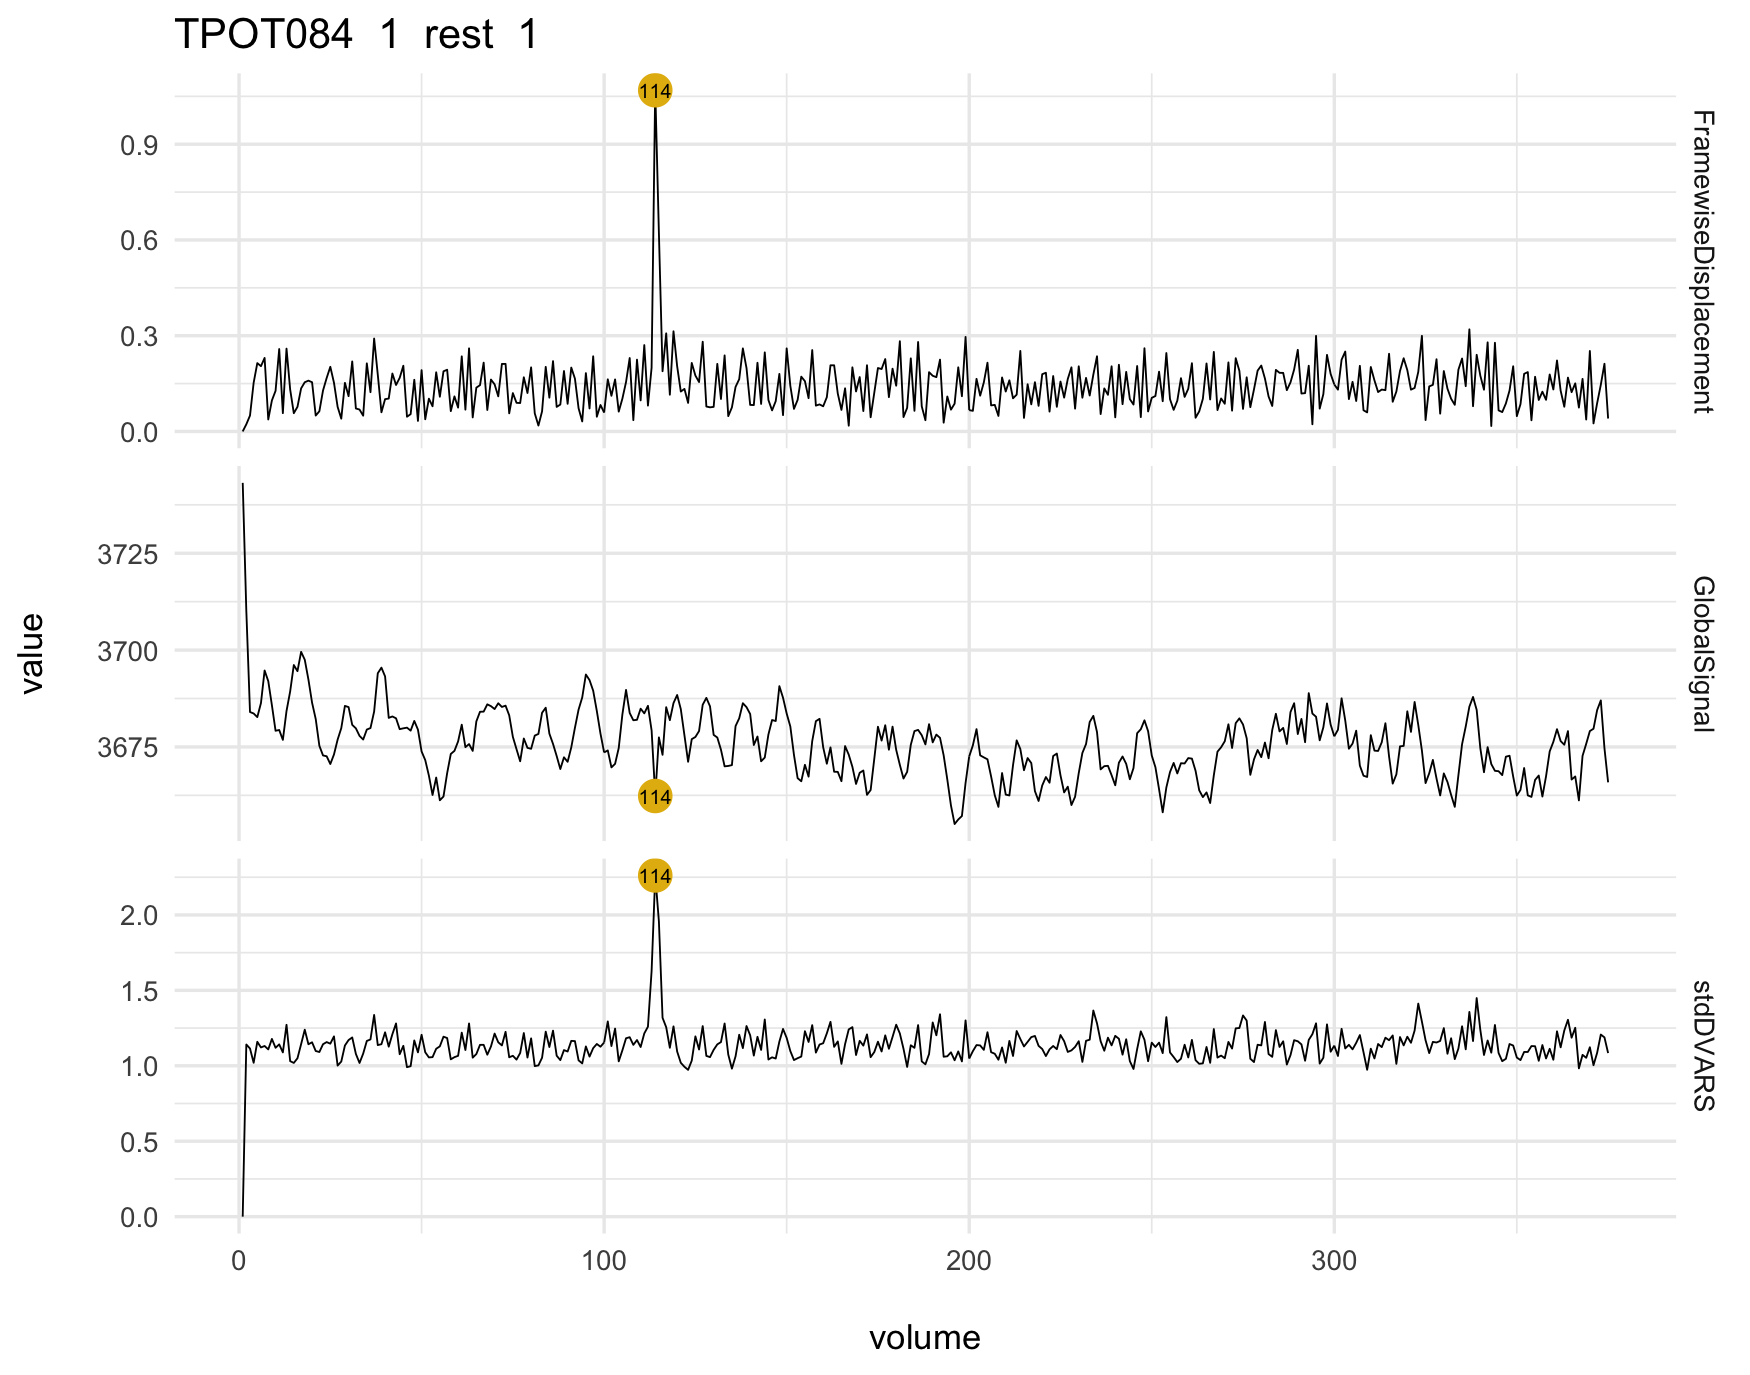 TPOT084 1 rest 1
114
0.9
0.6
0.3
0.0
FramewiseDisplacement
3725
3700
3675
114
GlobalSignal
value
114
2.0
1.5
1.0
0.5
0.0
stdDVARS
0 100 200 300
volume